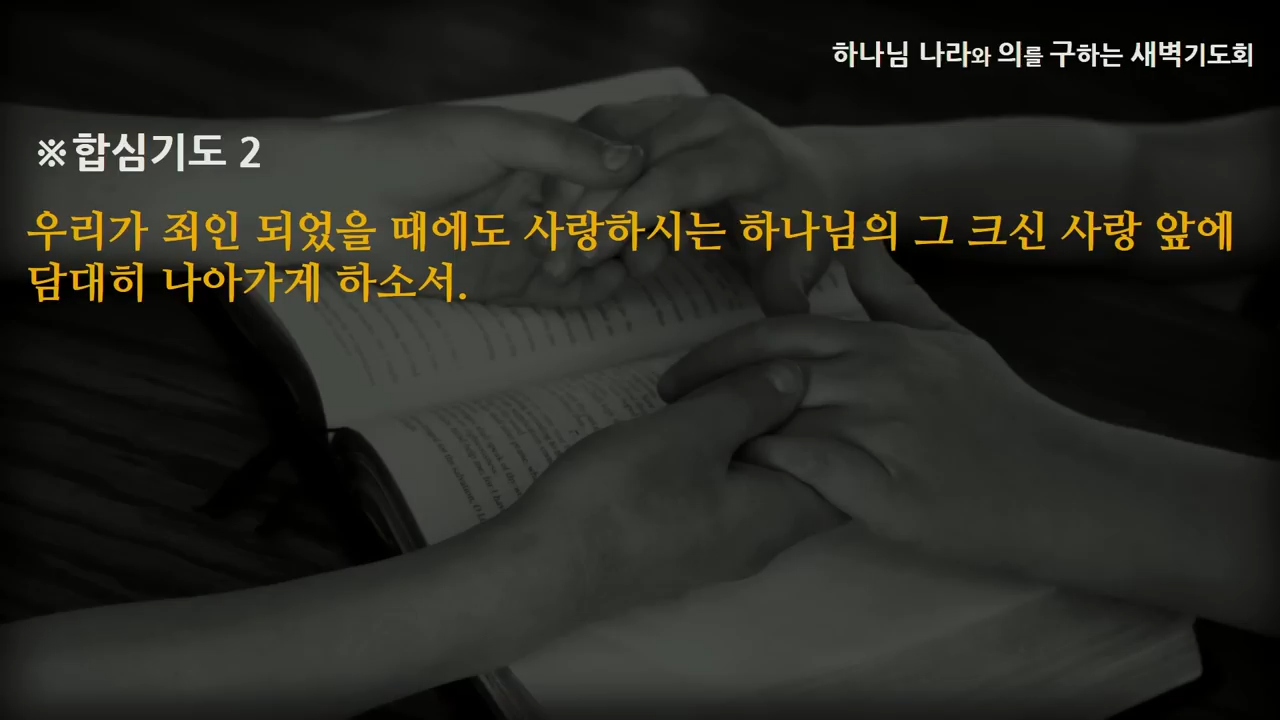 하나님 나라와 의를 구하는 새벽기도회
※합심기도 2
우리가 죄인 되었을 때에도 사랑하시는 하나님의 그 크신 사랑 앞에
담대히 나아가게 하소서.